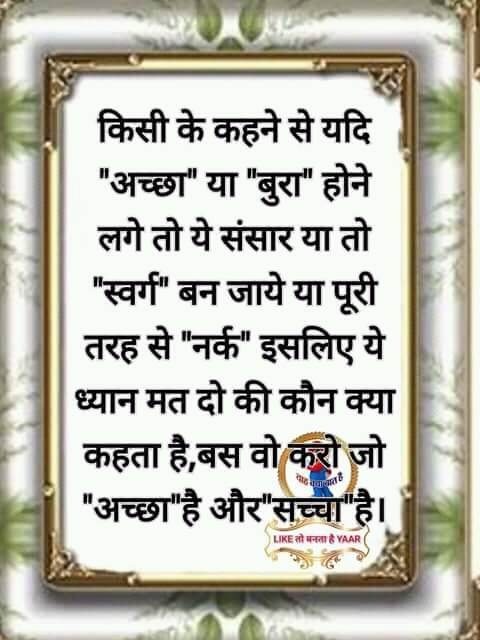 किसी के कहने से यदि
"अच्छा" या "बुरा" होने
लगे तो ये संसार या तो
"स्वर्ग" बन जाये या पूरी
तरह से "नर्क" इसलिए ये
ध्यान मत दो की कौन क्या
कहता है,बस वो करो जो
"अच्छा"है और"सच्चा"है।
LIKE तो बनता है YAAR